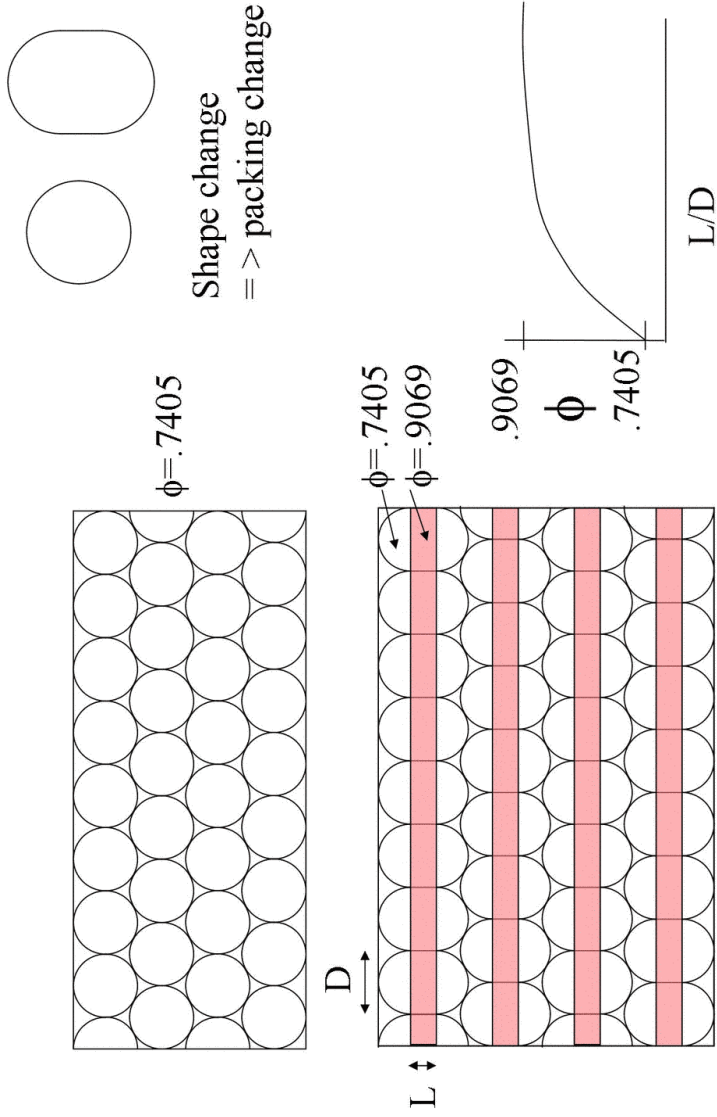 ϕ=.7405
Shape change
= > packing change
D
L
ϕ=.7405
ϕ=.9069
.9069
ϕ
.7405
L/D